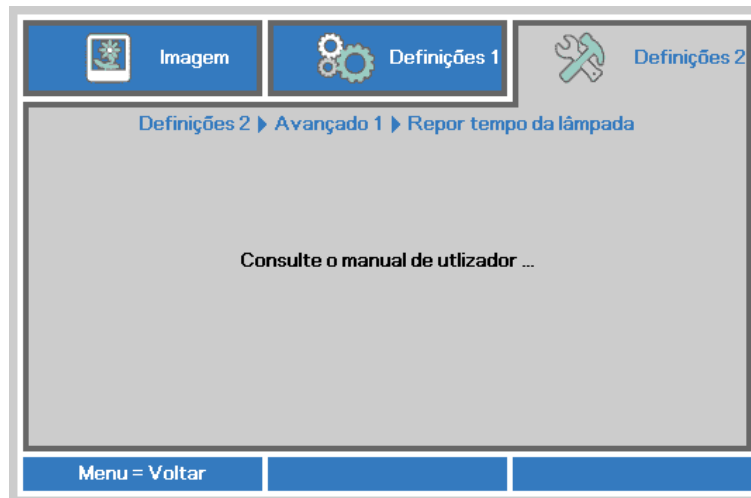 Imagem
Definições 1
Definições 2
Definições 2 ▶ Avançado 1 ▶ Repor tempo da lâmpada
Consulte o manual de utlizador ...
Menu = Voltar